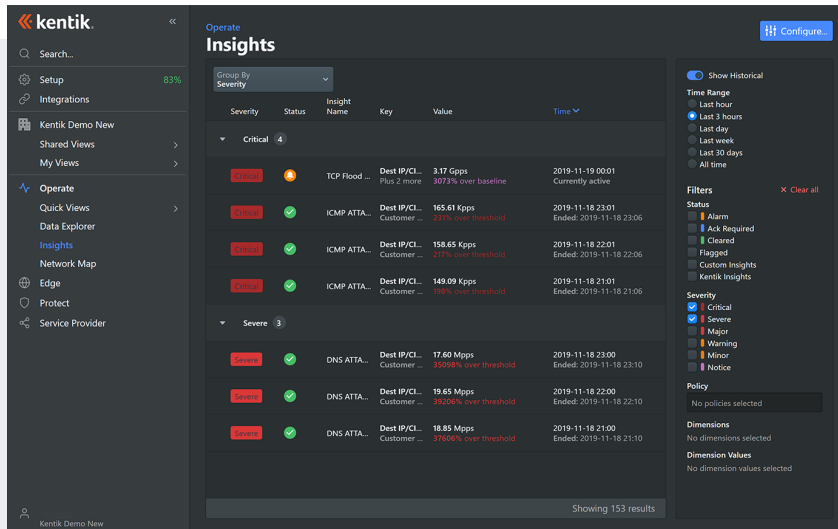 kentik.
«
Search...
Setup 83%
Integrations
Kentik Demo New
Shared Views
My Views
Operate
Quick Views
Data Explorer
Insights
Network Map
Edge
Protect
Service Provider
Kentik Demo New
Operate
Insights
Configure...
Group By
Severity
Severity Status Insight Name Key Value Time
Critical 4
Critical TCP Flood ... Dest IP/CI... 3.17 Gpps 2019-11-19 00:01
Plus 2 more 3073% over baseline Currently active
Critical ICMP ATTA... Dest IP/CI... 165.61 Kpps 2019-11-18 23:01
Customer ... 231% over threshold Ended: 2019-11-18 23:06
Critical ICMP ATTA... Dest IP/CI... 158.65 Kpps 2019-11-18 22:01
Customer ... 217% over threshold Ended: 2019-11-18 22:06
Critical ICMP ATTA... Dest IP/CI... 149.09 Kpps 2019-11-18 21:01
Customer ... 198% over threshold Ended: 2019-11-18 21:06
Severe 3
Severe DNS ATTA... Dest IP/CI... 17.60 Mpps 2019-11-18 23:00
Customer ... 35098% over threshold Ended: 2019-11-18 23:10
Severe DNS ATTA... Dest IP/CI... 19.65 Mpps 2019-11-18 22:00
Customer ... 39206% over threshold Ended: 2019-11-18 22:10
Severe DNS ATTA... Dest IP/CI... 18.85 Mpps 2019-11-18 21:00
Customer ... 37606% over threshold Ended: 2019-11-18 21:10
Showing 153 results
Show Historical
Time Range
Last hour
Last 3 hours
Last day
Last week
Last 30 days
All time
Filters Clear all
Status
Alarm
Ack Required
Cleared
Flagged
Custom Insights
Kentik Insights
Severity
Critical
Severe
Major
Warning
Minor
Notice
Policy
No policies selected
Dimensions
No dimensions selected
Dimension Values
No dimension values selected